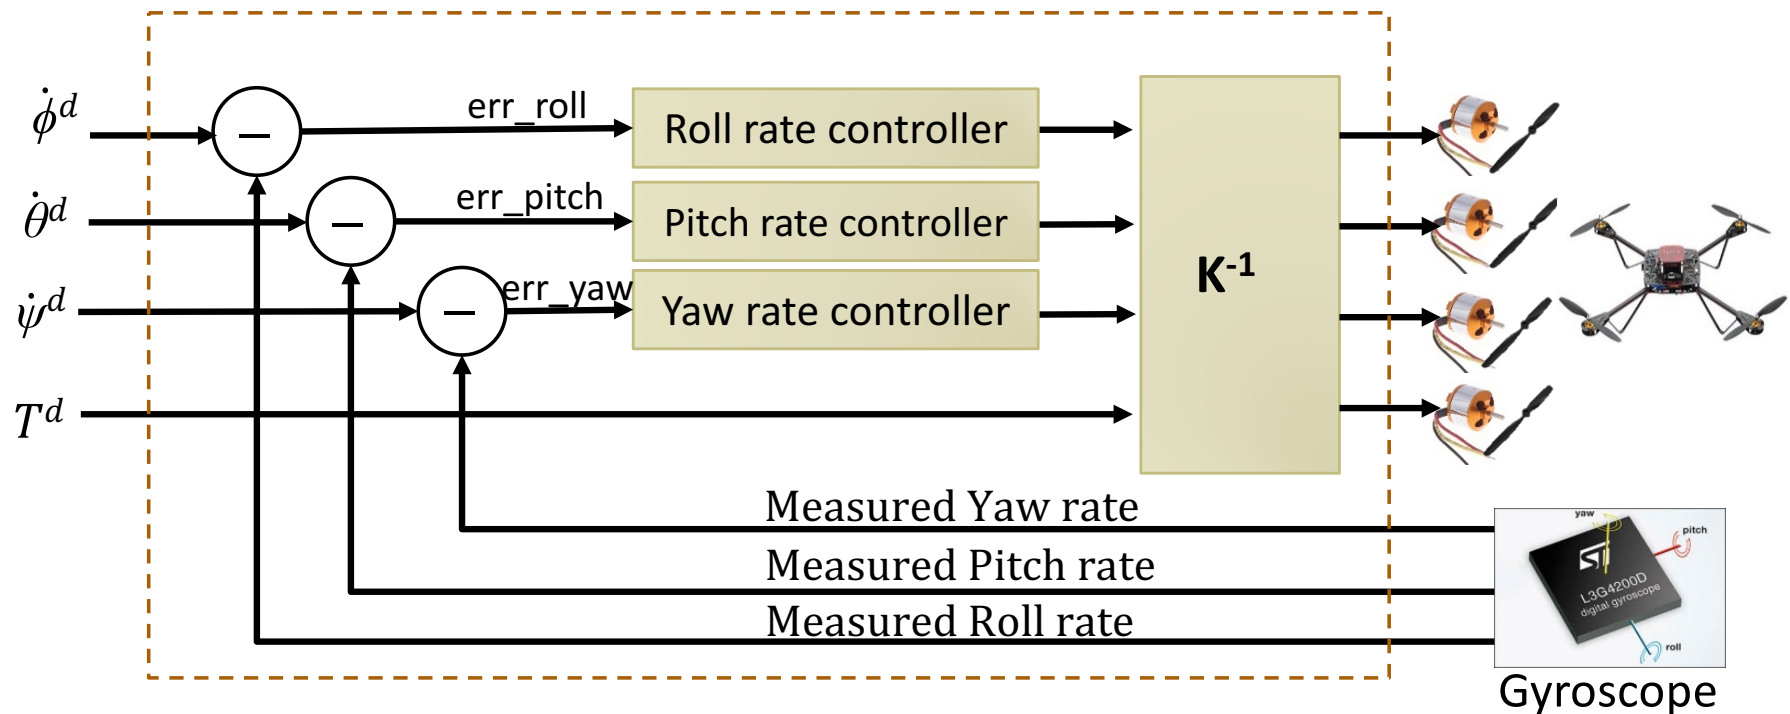 ϕ̇ᵈ
err_roll
Roll rate controller
θ̇ᵈ
err_pitch
Pitch rate controller
K⁻¹
ψ̇ᵈ
err_yaw
Yaw rate controller
Tᵈ
Measured Yaw rate
Measured Pitch rate
Measured Roll rate
yaw
pitch
ST
L3G4200D
digital gyroscope
roll
Gyroscope